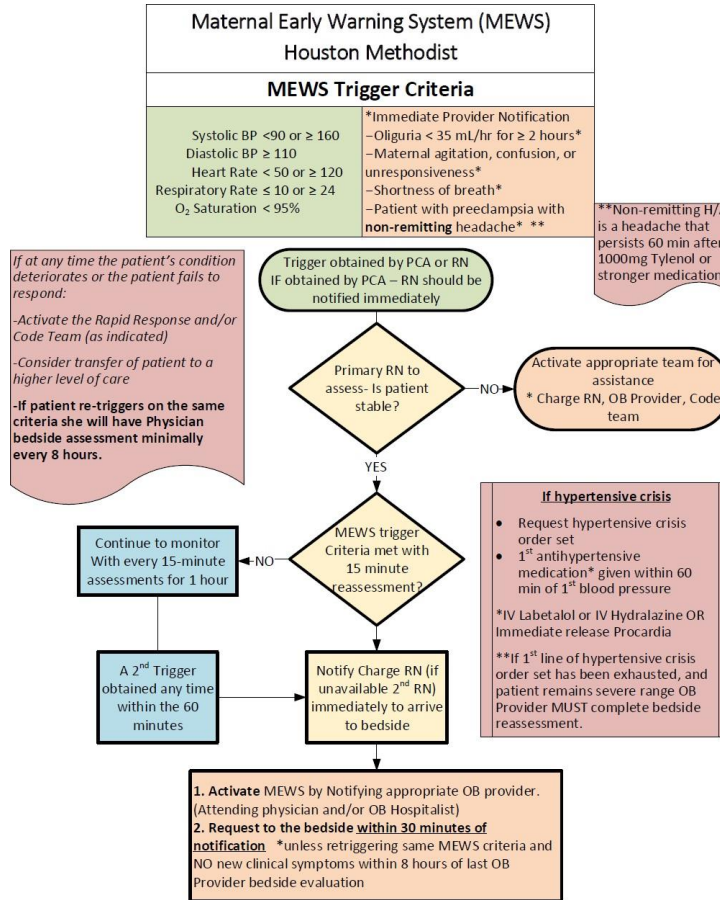 Maternal Early Warning System (MEWS)
Houston Methodist
MEWS Trigger Criteria
Systolic BP <90 or ≥ 160
Diastolic BP ≥ 110
Heart Rate < 50 or ≥ 120
Respiratory Rate ≤ 10 or ≥ 24
O₂ Saturation < 95%
*Immediate Provider Notification
–Oliguria < 35 mL/hr for ≥ 2 hours*
–Maternal agitation, confusion, or
unresponsiveness*
–Shortness of breath*
–Patient with preeclampsia with
non-remitting headache* **
**Non-remitting H/
is a headache that
persists 60 min after
1000mg Tylenol or
stronger medication
If at any time the patient's condition
deteriorates or the patient fails to
respond:
-Activate the Rapid Response and/or
Code Team (as indicated)
-Consider transfer of patient to a
higher level of care
-If patient re-triggers on the same
criteria she will have Physician
bedside assessment minimally
every 8 hours.
Trigger obtained by PCA or RN
IF obtained by PCA – RN should be
notified immediately
Primary RN to
assess- Is patient
stable?
NO
Activate appropriate team for
assistance
* Charge RN, OB Provider, Code
team
YES
MEWS trigger
Criteria met with
15 minute
reassessment?
NO
Continue to monitor
With every 15-minute
assessments for 1 hour
A 2nd Trigger
obtained any time
within the 60
minutes
Notify Charge RN (if
unavailable 2nd RN)
immediately to arrive
to bedside
If hypertensive crisis
• Request hypertensive crisis
order set
• 1st antihypertensive
medication* given within 60
min of 1st blood pressure
*IV Labetalol or IV Hydralazine OR
Immediate release Procardia
**If 1st line of hypertensive crisis
order set has been exhausted, and
patient remains severe range OB
Provider MUST complete bedside
reassessment.
1. Activate MEWS by Notifying appropriate OB provider.
(Attending physician and/or OB Hospitalist)
2. Request to the bedside within 30 minutes of
notification *unless retriggering same MEWS criteria and
NO new clinical symptoms within 8 hours of last OB
Provider bedside evaluation